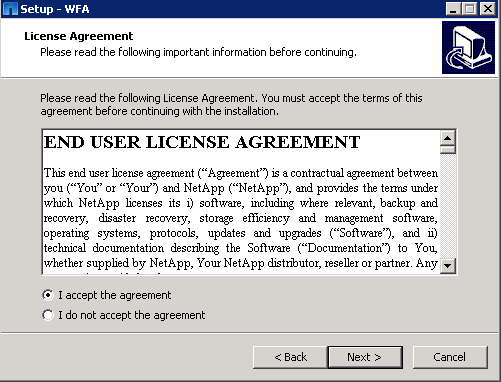 Setup - WFA
License Agreement
Please read the following important information before continuing.
Please read the following License Agreement. You must accept the terms of this
agreement before continuing with the installation.
END USER LICENSE AGREEMENT
This end user license agreement (“Agreement”) is a contractual agreement between
you (“You” or “Your”) and NetApp (“NetApp”), and provides the terms under
which NetApp licenses its i) software, including where relevant, backup and
recovery, disaster recovery, storage efficiency and management software,
operating systems, protocols, updates and upgrades (“Software”), and ii)
technical documentation describing the Software (“Documentation”) to You,
whether supplied by NetApp, Your NetApp distributor, reseller or partner. Any
I accept the agreement
I do not accept the agreement
< Back
Next >
Cancel